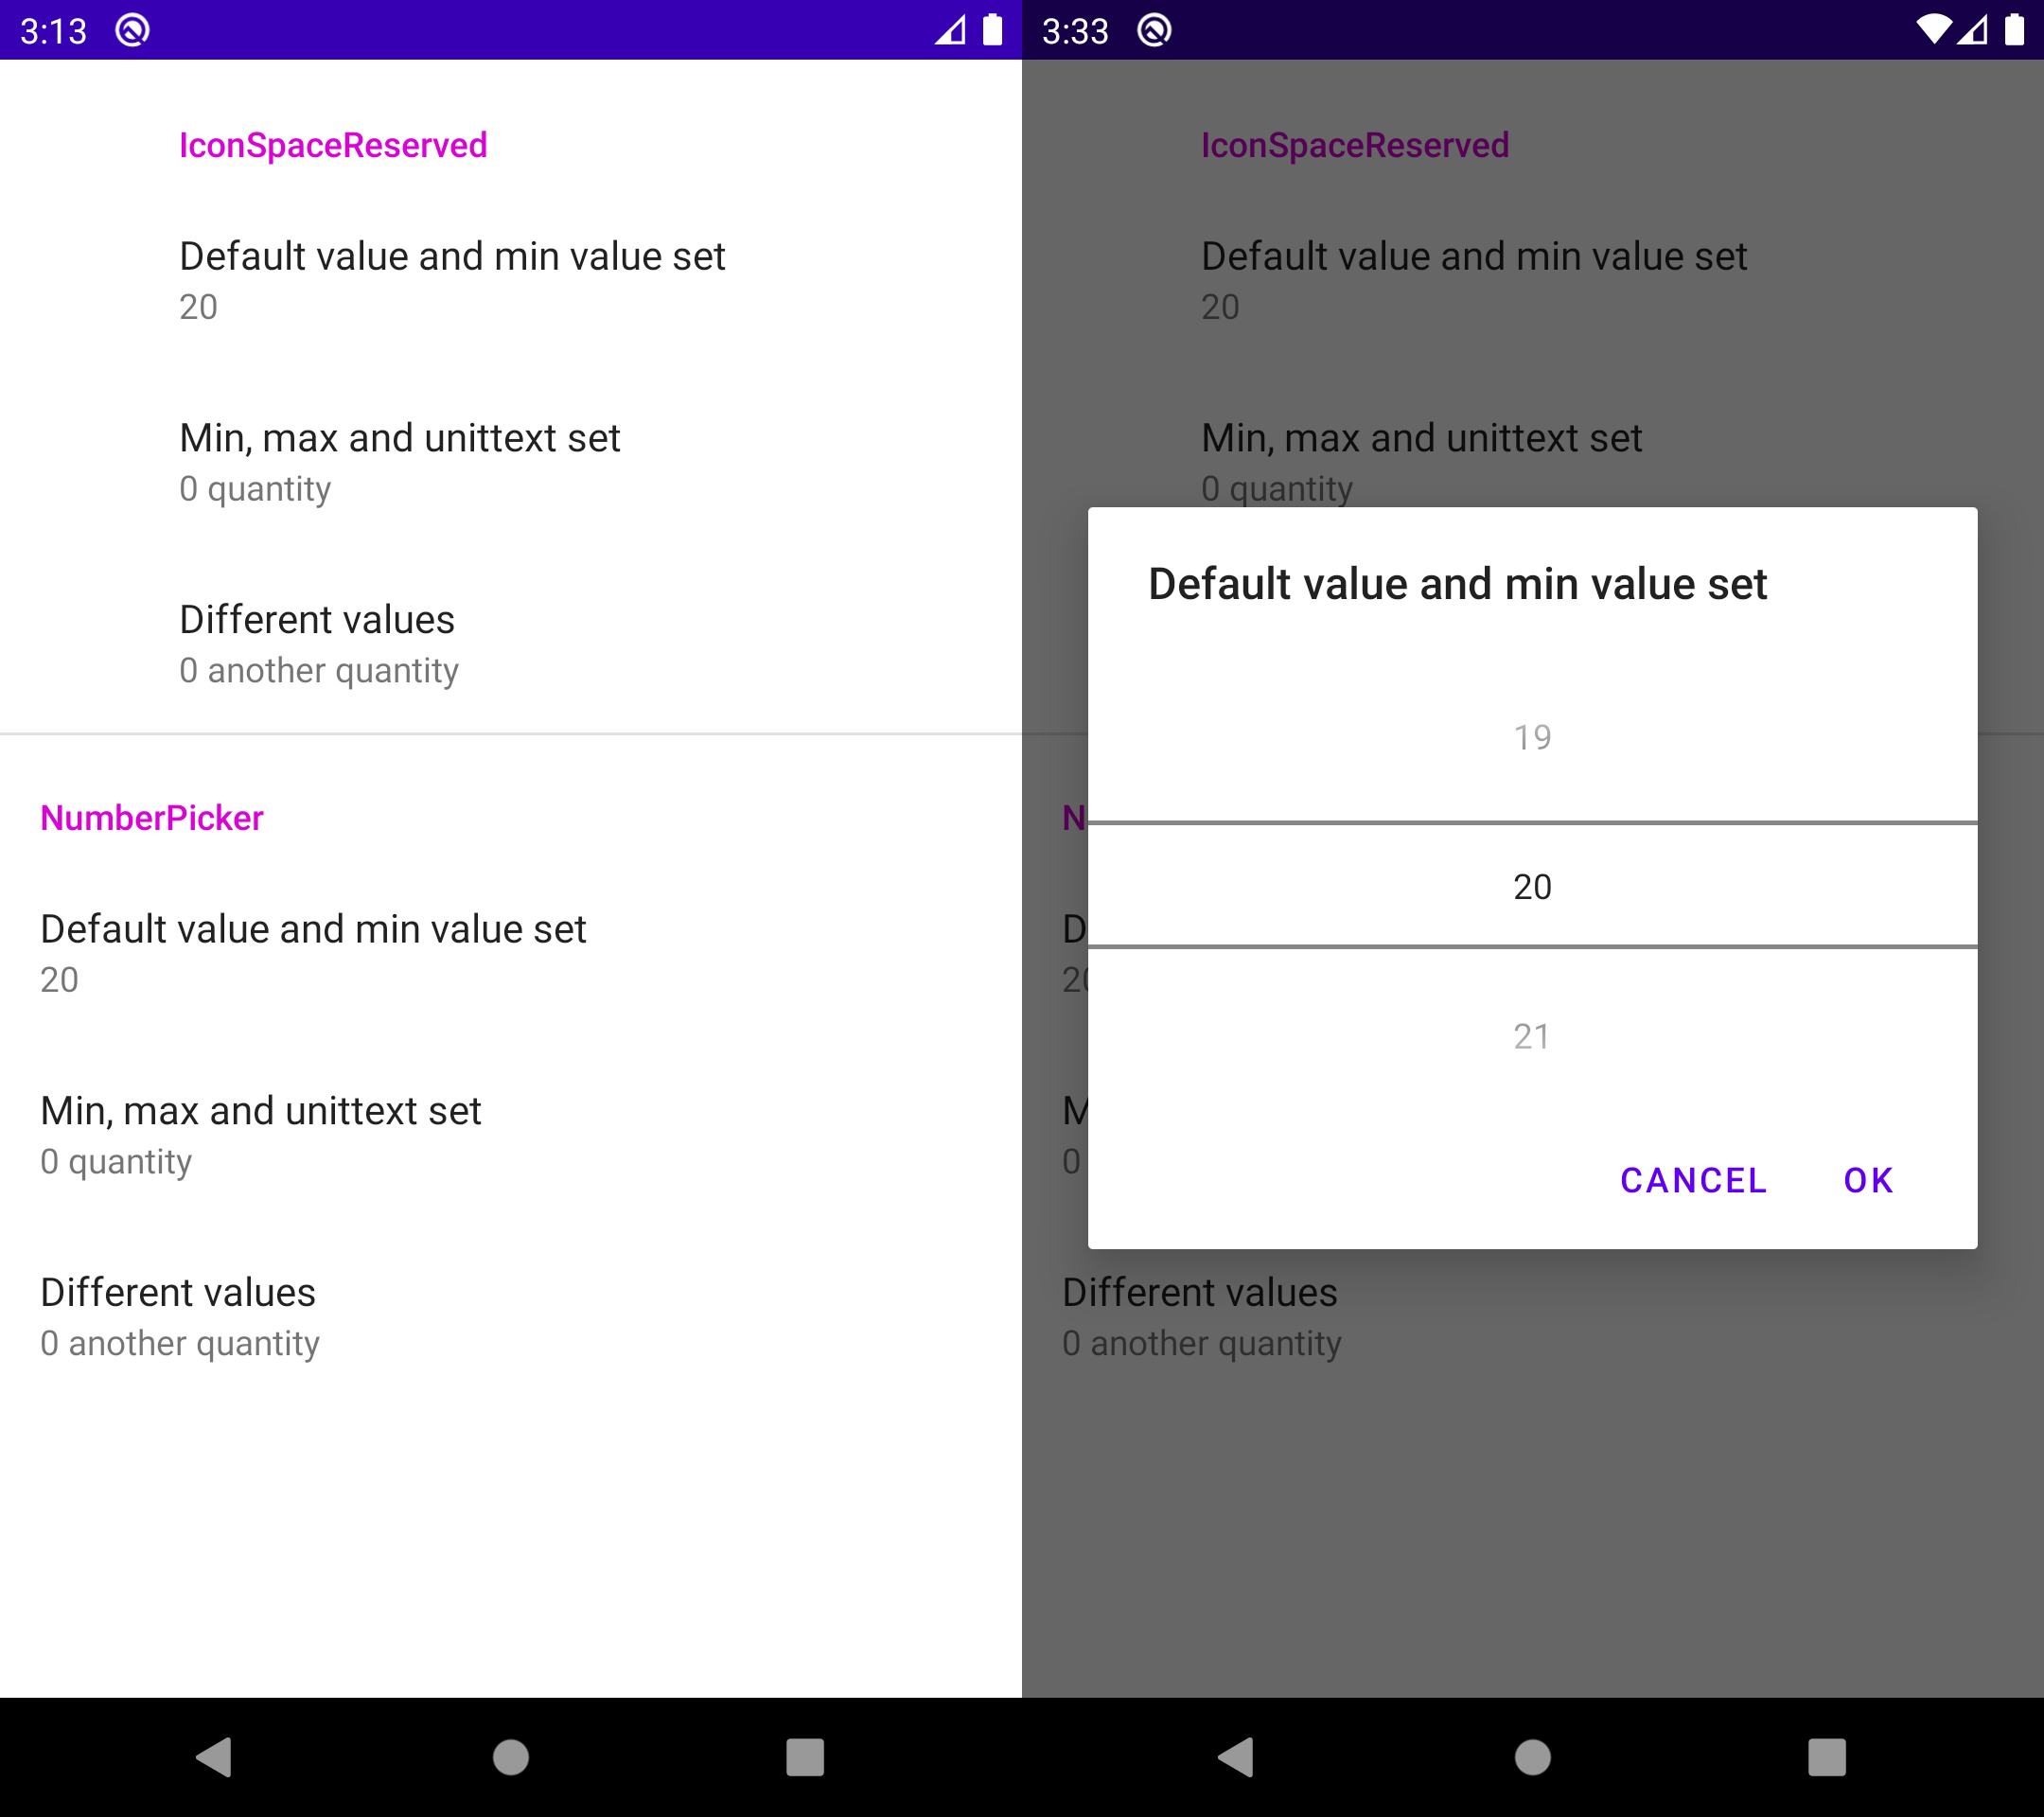 3:13
IconSpaceReserved
Default value and min value set
20
Min, max and unittext set
0 quantity
Different values
0 another quantity
NumberPicker
Default value and min value set
20
Min, max and unittext set
0 quantity
Different values
0 another quantity
3:33
IconSpaceReserved
Default value and min value set
20
Min, max and unittext set
0 quantity
Default value and min value set
19
20
21
CANCEL OK
N
D
20
M
0
Different values
0 another quantity